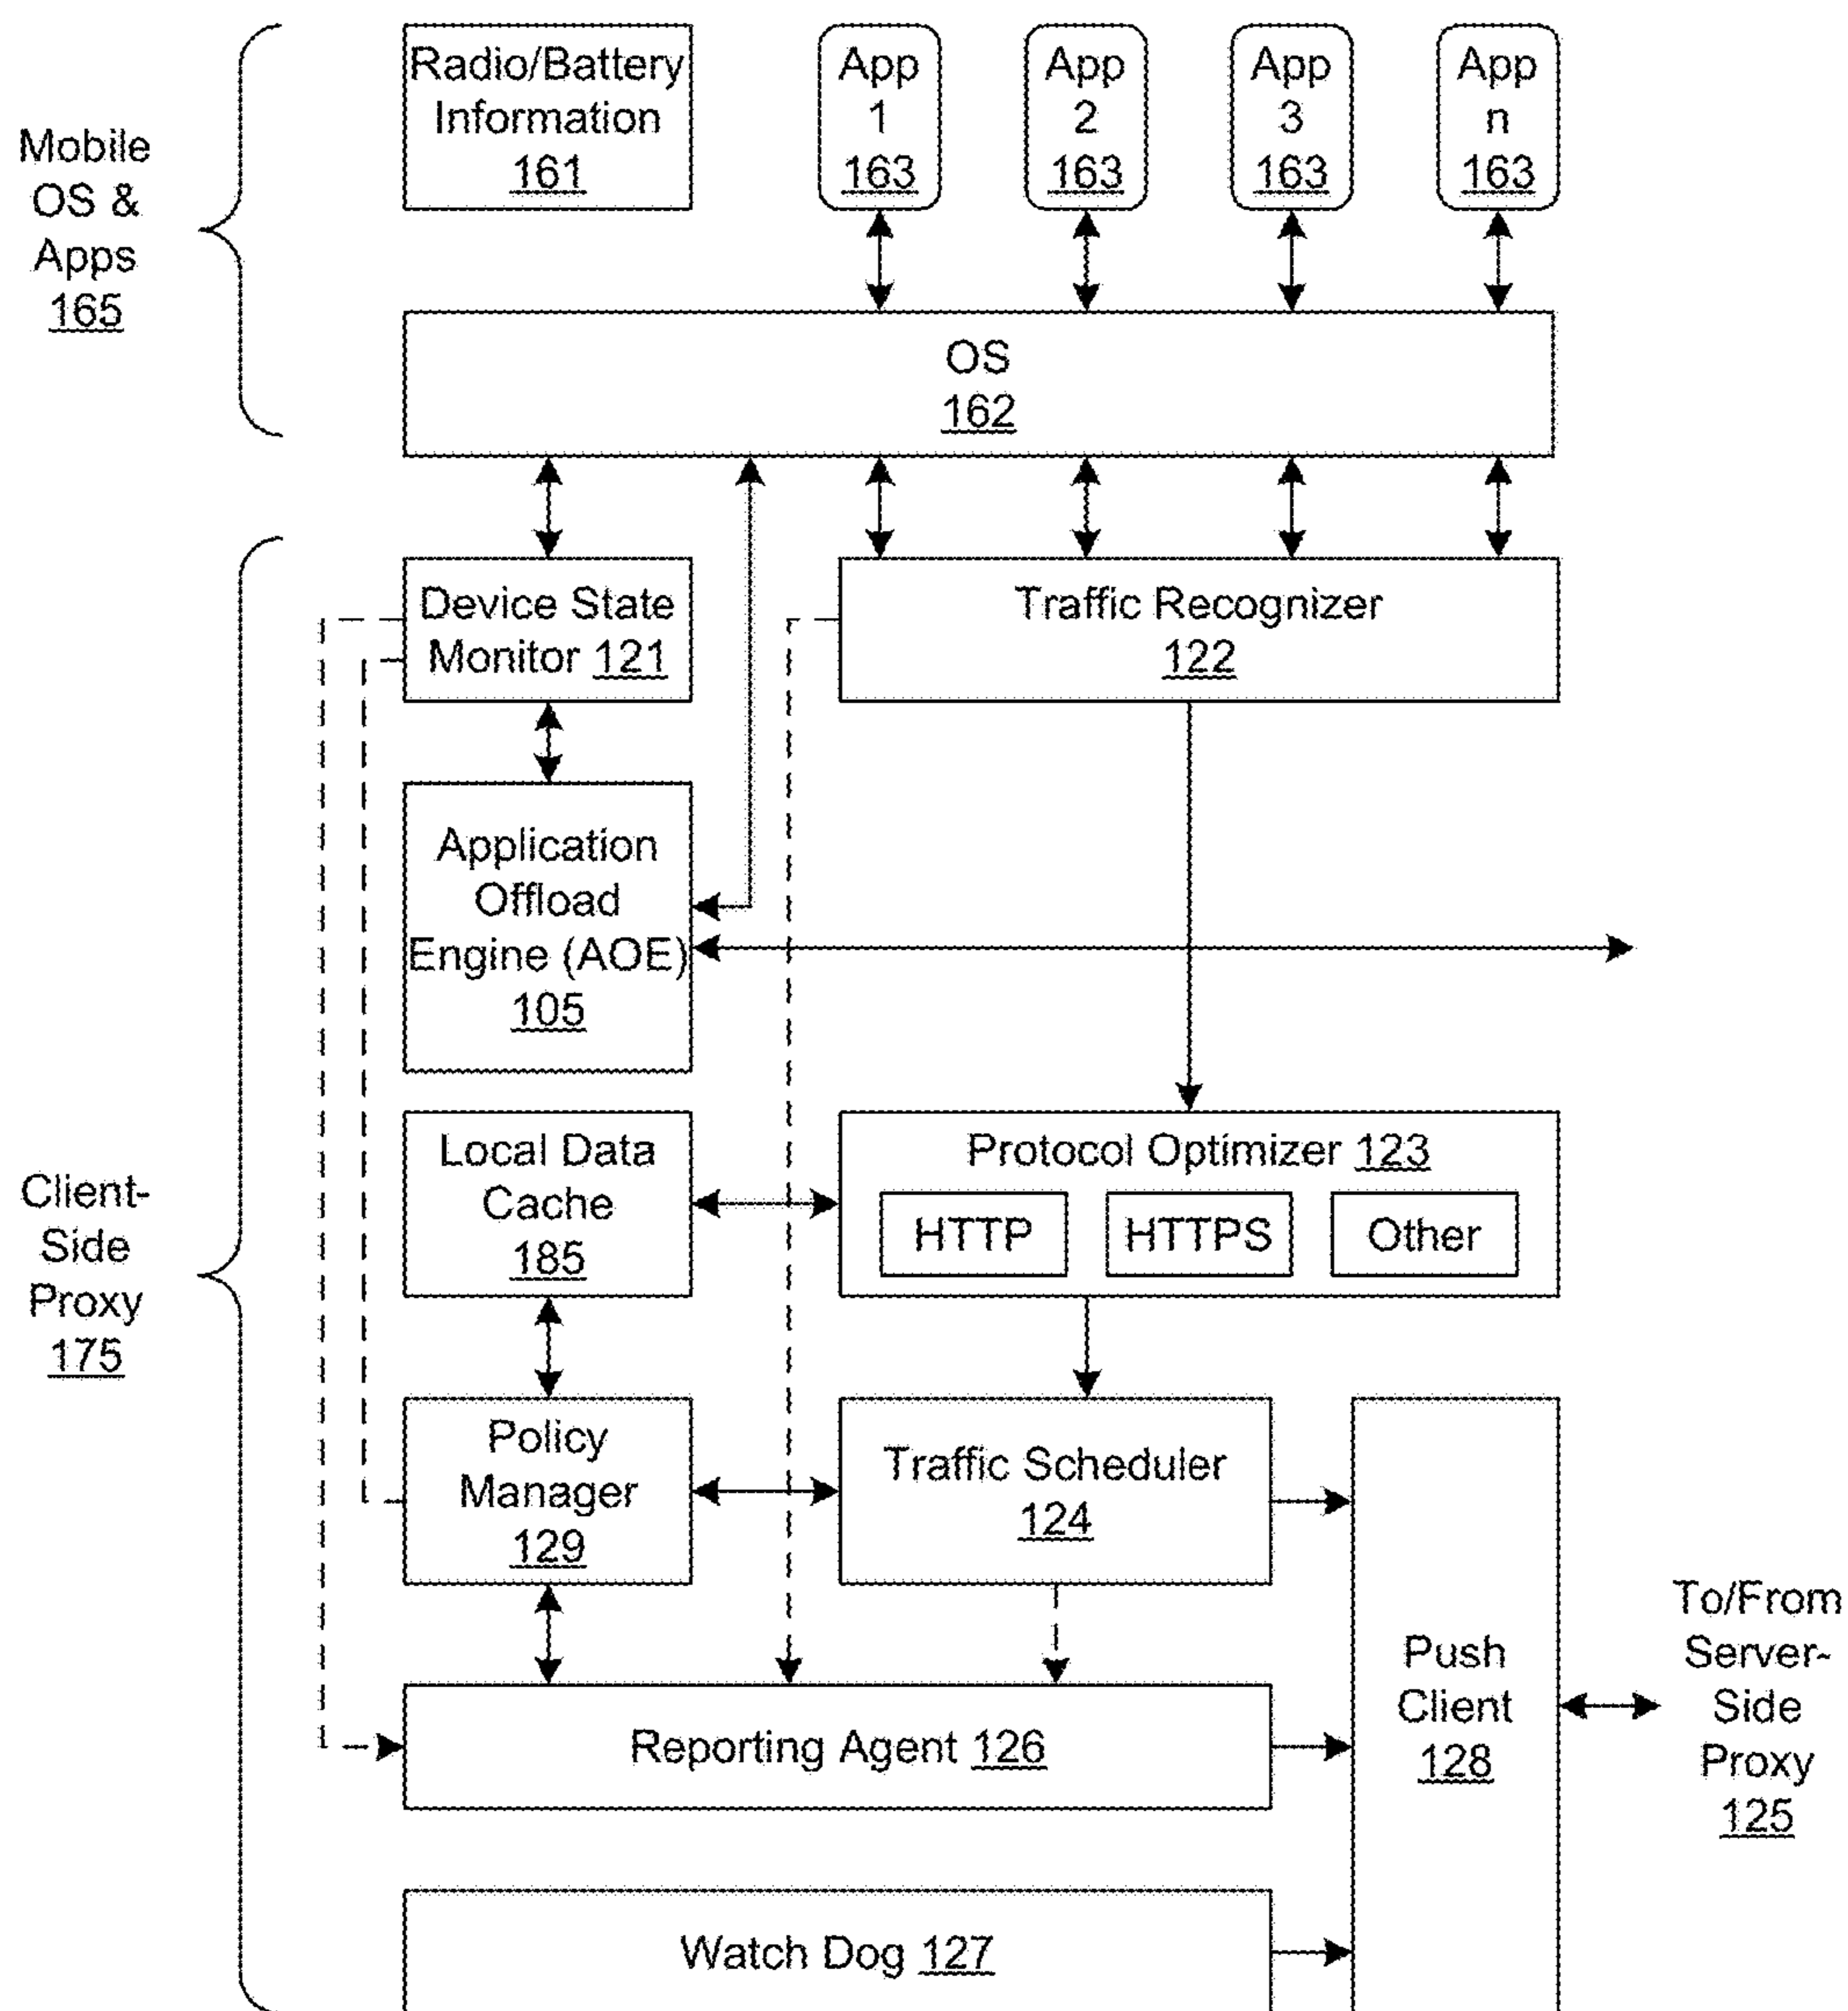 Mobile
OS &
Apps
165
Radio/Battery
Information
161
App
1
163
App
2
163
App
3
163
App
n
163
OS
162
Client-
Side
Proxy
175
Device State
Monitor 121
Traffic Recognizer
122
Application
Offload
Engine (AOE)
105
Local Data
Cache
185
Protocol Optimizer 123
HTTP
HTTPS
Other
Policy
Manager
129
Traffic Scheduler
124
Push
Client
128
To/From
Server-
Side
Proxy
125
Reporting Agent 126
Watch Dog 127